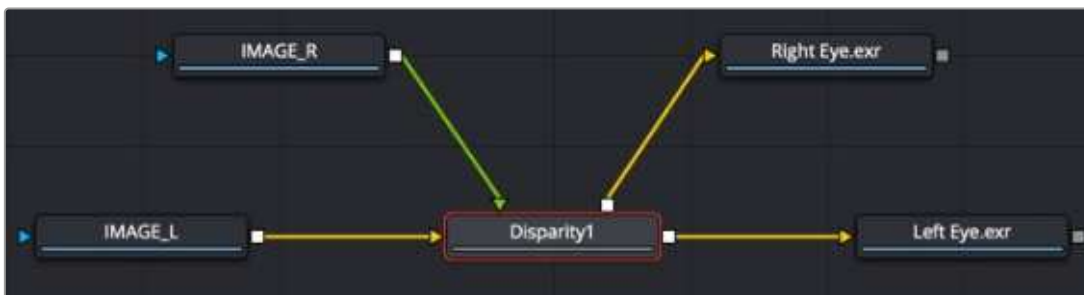 IMAGE_R
Right Eye.exr
IMAGE_L
Disparity1
Left Eye.exr